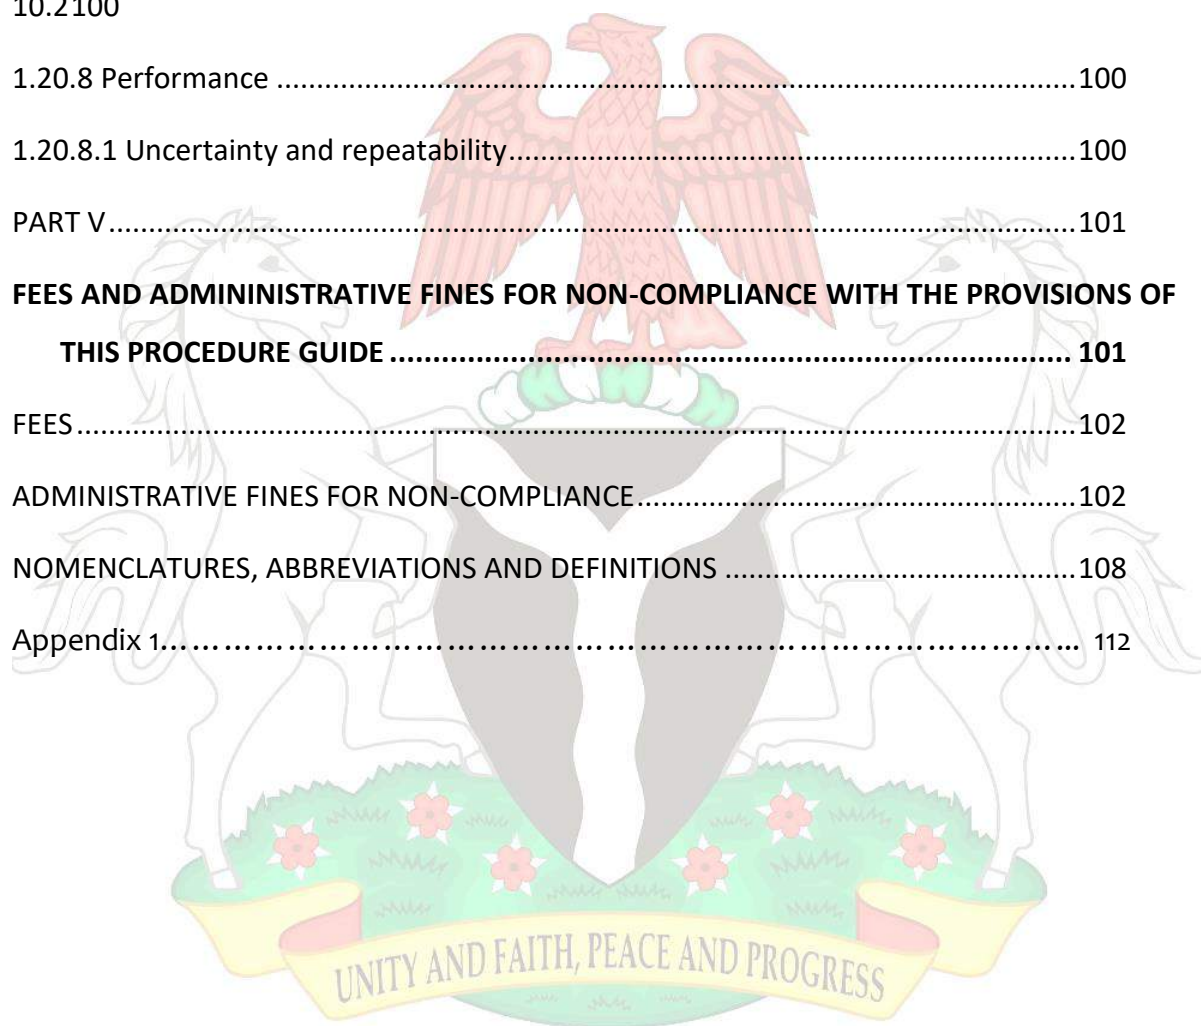 10.2100
1.20.8 Performance ....................................................................................................100
1.20.8.1 Uncertainty and repeatability.......................................................................100
PART V.........................................................................................................................101
FEES AND ADMININISTRATIVE FINES FOR NON-COMPLIANCE WITH THE PROVISIONS OF
THIS PROCEDURE GUIDE ...................................................................................... 101
FEES.............................................................................................................................102
ADMINISTRATIVE FINES FOR NON-COMPLIANCE.......................................................102
NOMENCLATURES, ABBREVIATIONS AND DEFINITIONS ............................................108
Appendix 1……………………………………………………………………………………... 112
UNITY AND FAITH, PEACE AND PROGRESS